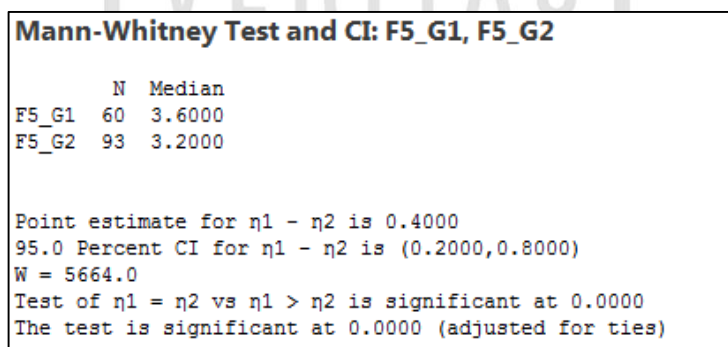 Mann-Whitney Test and CI: F5_G1, F5_G2
N Median
F5_G1 60 3.6000
F5_G2 93 3.2000
Point estimate for η1 - η2 is 0.4000
95.0 Percent CI for η1 - η2 is (0.2000,0.8000)
W = 5664.0
Test of η1 = η2 vs η1 > η2 is significant at 0.0000
The test is significant at 0.0000 (adjusted for ties)